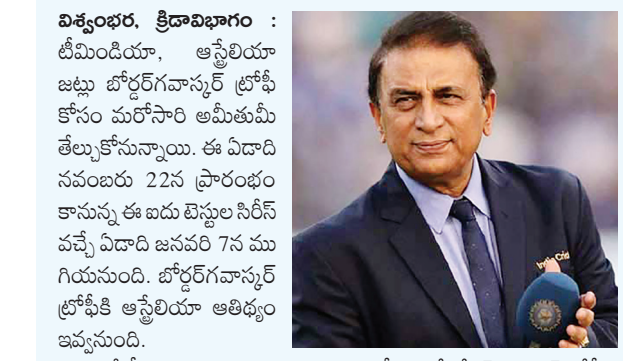 విశ్వంభర, క్రీడావిభాగం :
టీమిండియా, ఆస్ట్రేలియా
జట్లు బోర్డర్‌గవాస్కర్ ట్రోఫీ
కోసం మరోసారి అమీతుమీ
తేల్చుకోనున్నాయి. ఈ ఏడాది
నవంబరు 22న ప్రారంభం
కానున్న ఈ ఐదు టెస్టుల సిరీస్
వచ్చే ఏడాది జనవరి 7న ము
గియనుంది. బోర్డర్‌గవాస్కర్
ట్రోఫీకి ఆస్ట్రేలియా ఆతిథ్యం
ఇవ్వనుంది.